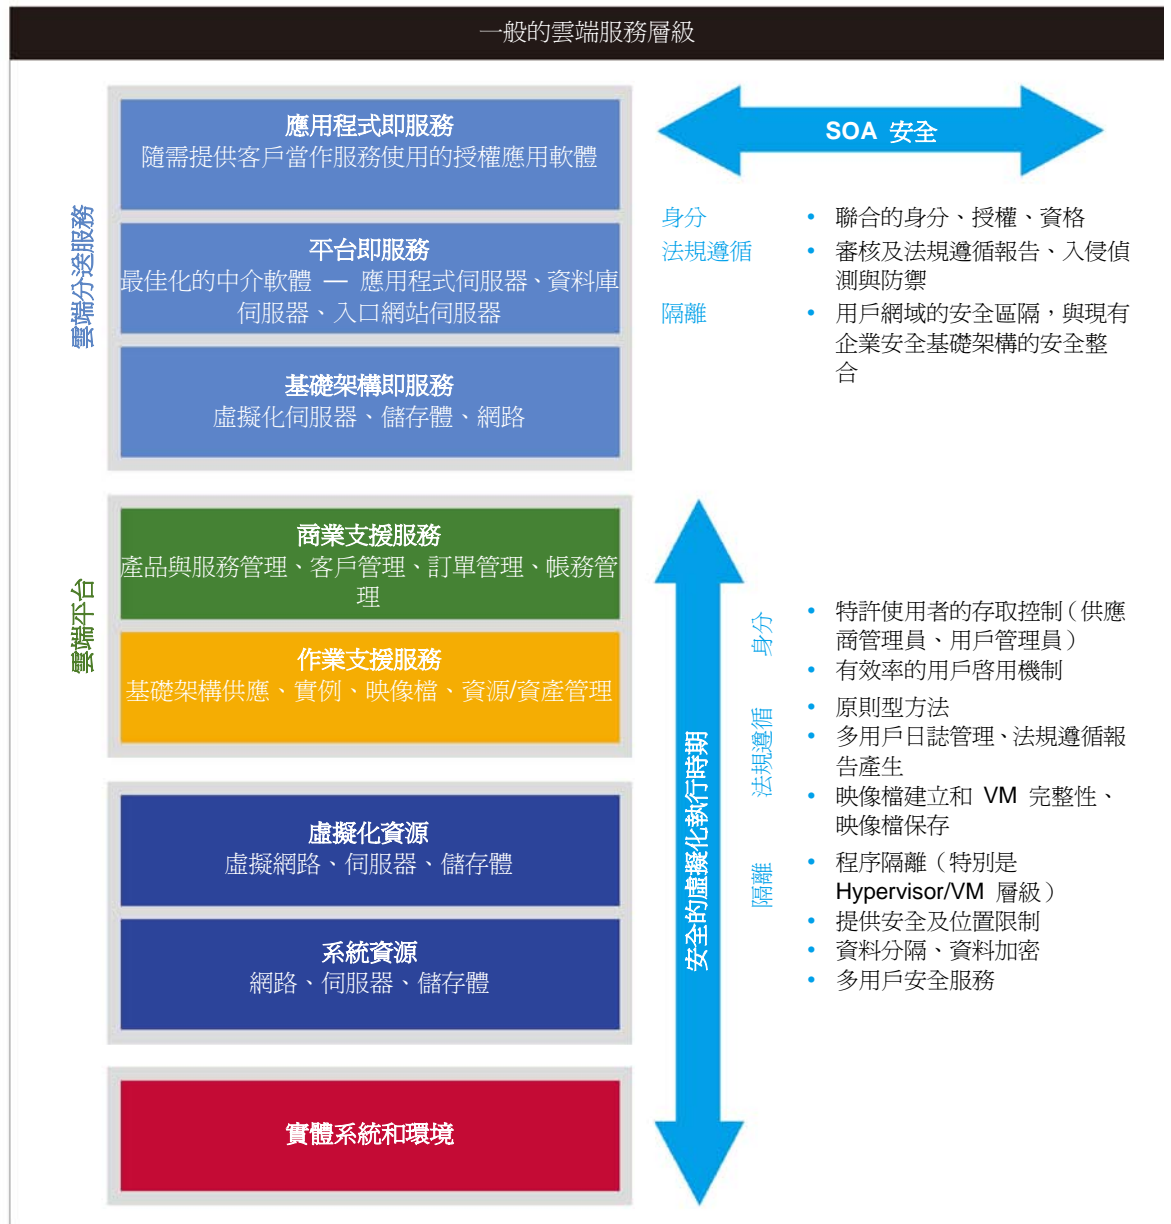 一般的雲端服務層級
雲端分送服務
應用程式即服務
隨需提供客戶當作服務使用的授權應用軟體
平台即服務
最佳化的中介軟體 — 應用程式伺服器、資料庫
伺服器、入口網站伺服器
基礎架構即服務
虛擬化伺服器、儲存體、網路
SOA 安全
身分
• 聯合的身分、授權、資格
法規遵循
• 審核及法規遵循報告、入侵偵
測與防禦
隔離
• 用戶網域的安全區隔，與現有
企業安全基礎架構的安全整
合
雲端平台
商業支援服務
產品與服務管理、客戶管理、訂單管理、帳務管
理
作業支援服務
基礎架構供應、實例、映像檔、資源/資產管理
虛擬化資源
虛擬網路、伺服器、儲存體
系統資源
網路、伺服器、儲存體
實體系統和環境
安全的虛擬化執行時期
身分
• 特許使用者的存取控制（供應
商管理員、用戶管理員）
• 有效率的用戶啓用機制
法規遵循
• 原則型方法
• 多用戶日誌管理、法規遵循報
告產生
• 映像檔建立和 VM 完整性、
映像檔保存
隔離
• 程序隔離（特別是
Hypervisor/VM 層級）
• 提供安全及位置限制
• 資料分隔、資料加密
• 多用戶安全服務